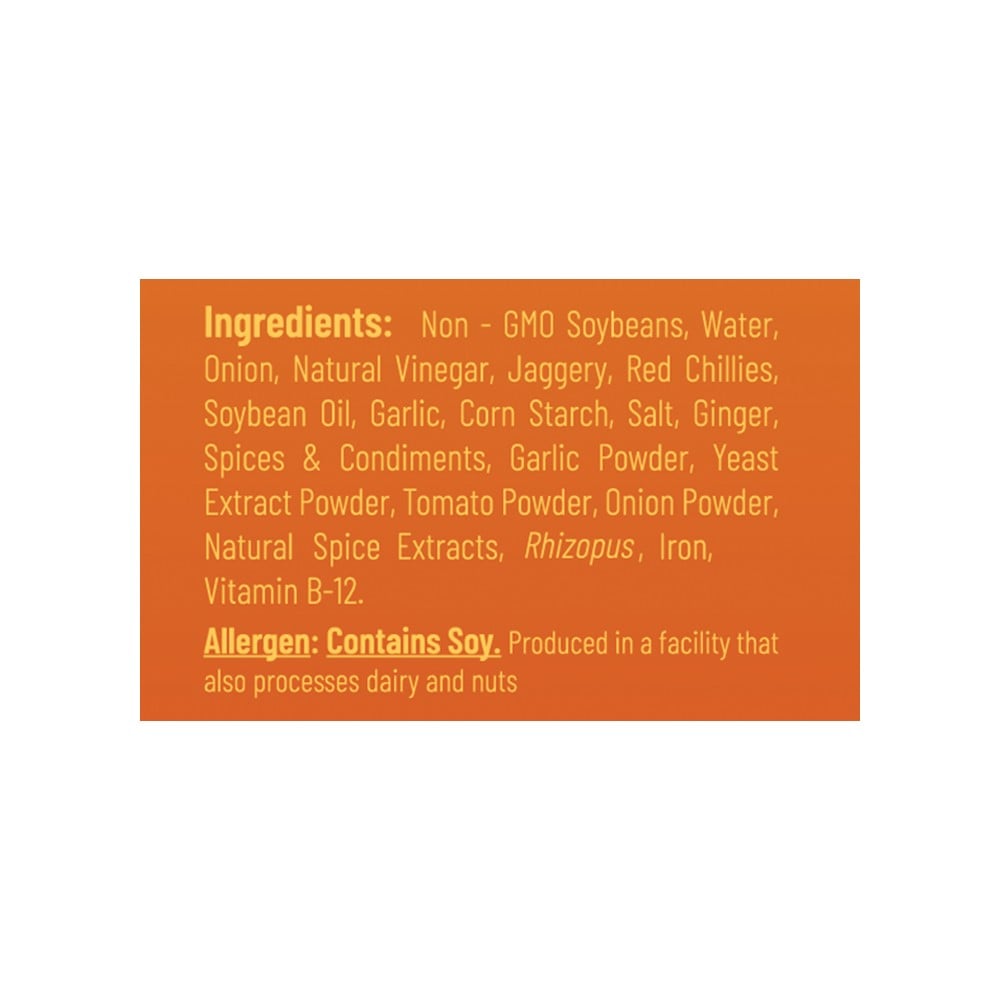 Ingredients: Non - GMO Soybeans, Water,
Onion, Natural Vinegar, Jaggery, Red Chillies,
Soybean Oil, Garlic, Corn Starch, Salt, Ginger,
Spices & Condiments, Garlic Powder, Yeast
Extract Powder, Tomato Powder, Onion Powder,
Natural Spice Extracts, Rhizopus, Iron,
Vitamin B-12.
Allergen: Contains Soy. Produced in a facility that
also processes dairy and nuts